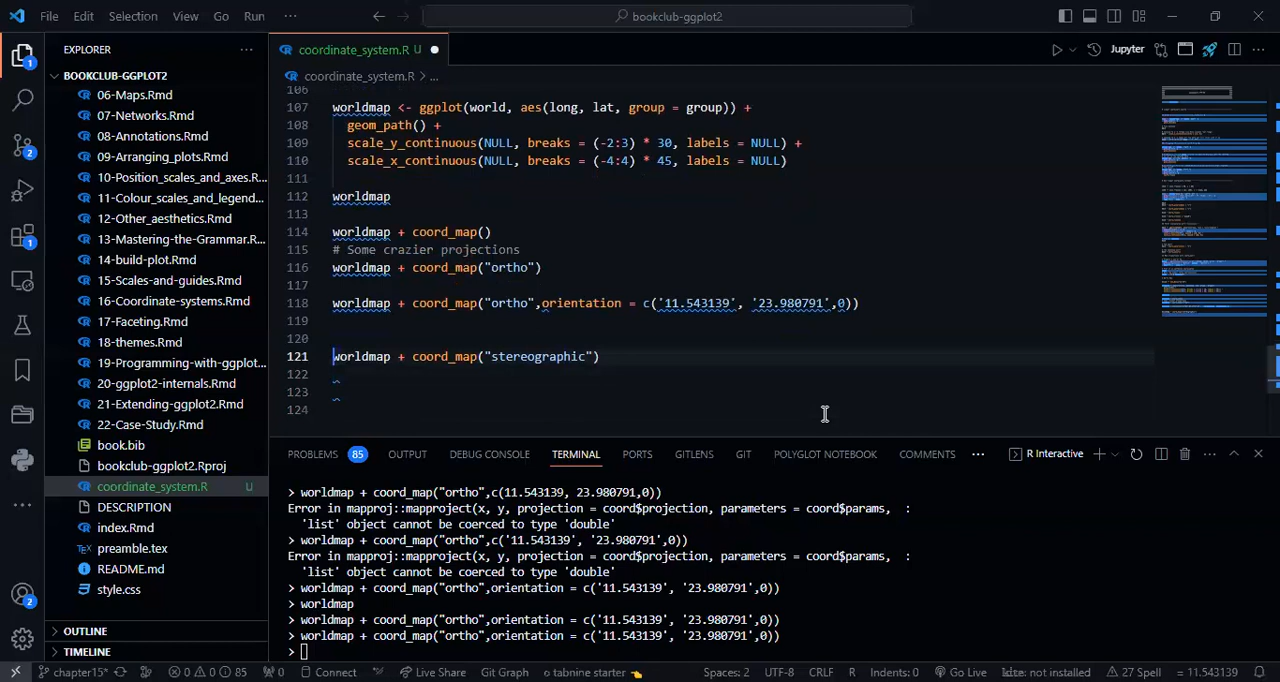 File Edit Selection View Go Run ··· bookclub-ggplot2
EXPLORER
BOOKCLUB-GGPLOT2
06-Maps.Rmd
07-Networks.Rmd
08-Annotations.Rmd
09-Arranging_plots.Rmd
10-Position_scales_and_axes.R...
11-Colour_scales_and_legend...
12-Other_aesthetics.Rmd
13-Mastering-the-Grammar.R...
14-build-plot.Rmd
15-Scales-and-guides.Rmd
16-Coordinate-systems.Rmd
17-Faceting.Rmd
18-themes.Rmd
19-Programming-with-ggplot...
20-ggplot2-internals.Rmd
21-Extending-ggplot2.Rmd
22-Case-Study.Rmd
book.bib
bookclub-ggplot2.Rproj
coordinate_system.R U
DESCRIPTION
index.Rmd
preamble.tex
README.md
style.css
OUTLINE
TIMELINE
coordinate_system.R U
Jupyter
coordinate_system.R > ...
106
107 worldmap <- ggplot(world, aes(long, lat, group = group)) +
108 geom_path() +
109 scale_y_continuous(NULL, breaks = (-2:3) * 30, labels = NULL) +
110 scale_x_continuous(NULL, breaks = (-4:4) * 45, labels = NULL)
111
112 worldmap
113
114 worldmap + coord_map()
115 # Some crazier projections
116 worldmap + coord_map("ortho")
117
118 worldmap + coord_map("ortho",orientation = c('11.543139', '23.980791',0))
119
120
121 worldmap + coord_map("stereographic")
122
123
124
PROBLEMS 85 OUTPUT DEBUG CONSOLE TERMINAL PORTS GITLENS GIT POLYGLOT NOTEBOOK COMMENTS ··· R Interactive
> worldmap + coord_map("ortho",c(11.543139, 23.980791,0))
Error in mapproj::mapproject(x, y, projection = coord$projection, parameters = coord$params, :
'list' object cannot be coerced to type 'double'
> worldmap + coord_map("ortho",c('11.543139', '23.980791',0))
Error in mapproj::mapproject(x, y, projection = coord$projection, parameters = coord$params, :
'list' object cannot be coerced to type 'double'
> worldmap + coord_map("ortho",orientation = c('11.543139', '23.980791',0))
> worldmap
> worldmap + coord_map("ortho",orientation = c('11.543139', '23.980791',0))
> worldmap + coord_map("ortho",orientation = c('11.543139', '23.980791',0))
>
chapter15* 0 0 85 0 Connect Live Share Git Graph tabnine starter Spaces: 2 UTF-8 CRLF R Indents: 0 Go Live not installed 27 Spell = 11.543139